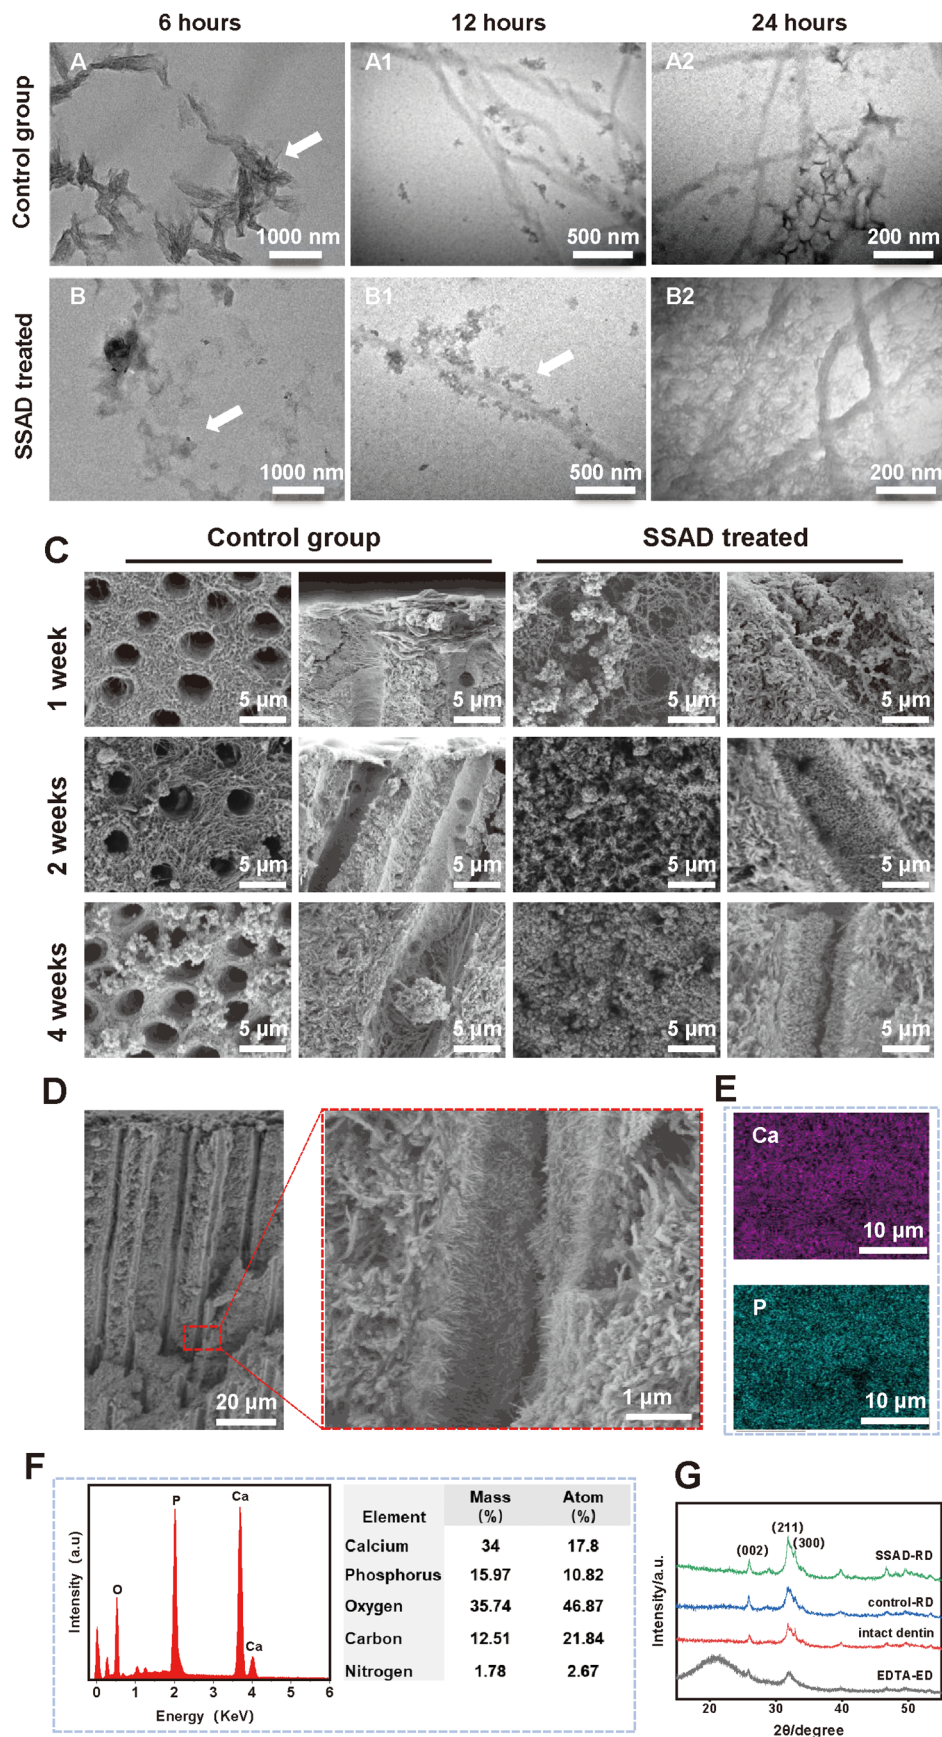 6 hours 12 hours 24 hours
Control group
A 1000 nm
A1 500 nm
A2 200 nm
SSAD treated
B 1000 nm
B1 500 nm
B2 200 nm
C Control group SSAD treated
1 week
5 μm 5 μm 5 μm 5 μm
2 weeks
5 μm 5 μm 5 μm 5 μm
4 weeks
5 μm 5 μm 5 μm 5 μm
D
20 μm
1 μm
E
Ca
10 μm
P
10 μm
F
Intensity (a.u)
O
P
Ca
Ca
0 2 4 6
Energy (KeV)
Element Mass (%) Atom (%)
Calcium 34 17.8
Phosphorus 15.97 10.82
Oxygen 35.74 46.87
Carbon 12.51 21.84
Nitrogen 1.78 2.67
G
Intensity/a.u.
(211)
(002) (300)
SSAD-RD
control-RD
intact dentin
EDTA-ED
20 30 40 50
2θ/degree